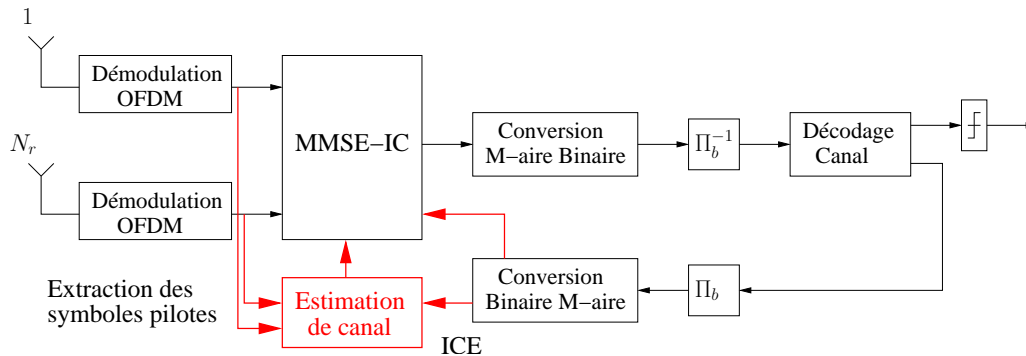 1
Démodulation
OFDM
N_r
Démodulation
OFDM
MMSE–IC
Conversion
M–aire Binaire
Π_b^{-1}
Décodage
Canal
Extraction des
symboles pilotes
Estimation
de canal
ICE
Conversion
Binaire M–aire
Π_b